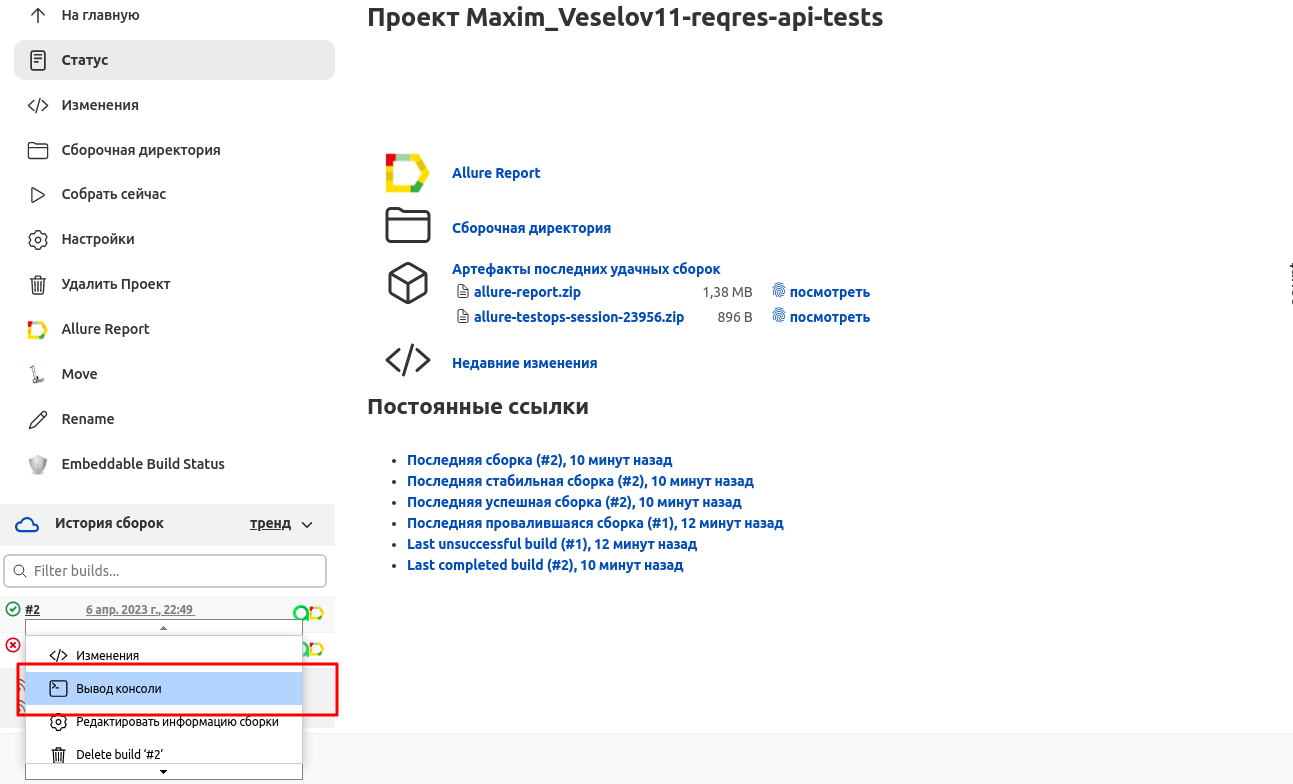 На главную
Статус
Изменения
Сборочная директория
Собрать сейчас
Настройки
Удалить Проект
Allure Report
Move
Rename
Embeddable Build Status
История сборок тренд
Filter builds...
#2 6 апр. 2023 г., 22:49
Изменения
Вывод консоли
Редактировать информацию сборки
Delete build ‘#2’
Проект Maxim_Veselov11-reqres-api-tests
Allure Report
Сборочная директория
Артефакты последних удачных сборок
allure-report.zip 1,38 MB посмотреть
allure-testops-session-23956.zip 896 B посмотреть
Недавние изменения
Постоянные ссылки
Последняя сборка (#2), 10 минут назад
Последняя стабильная сборка (#2), 10 минут назад
Последняя успешная сборка (#2), 10 минут назад
Последняя провалившаяся сборка (#1), 12 минут назад
Last unsuccessful build (#1), 12 минут назад
Last completed build (#2), 10 минут назад